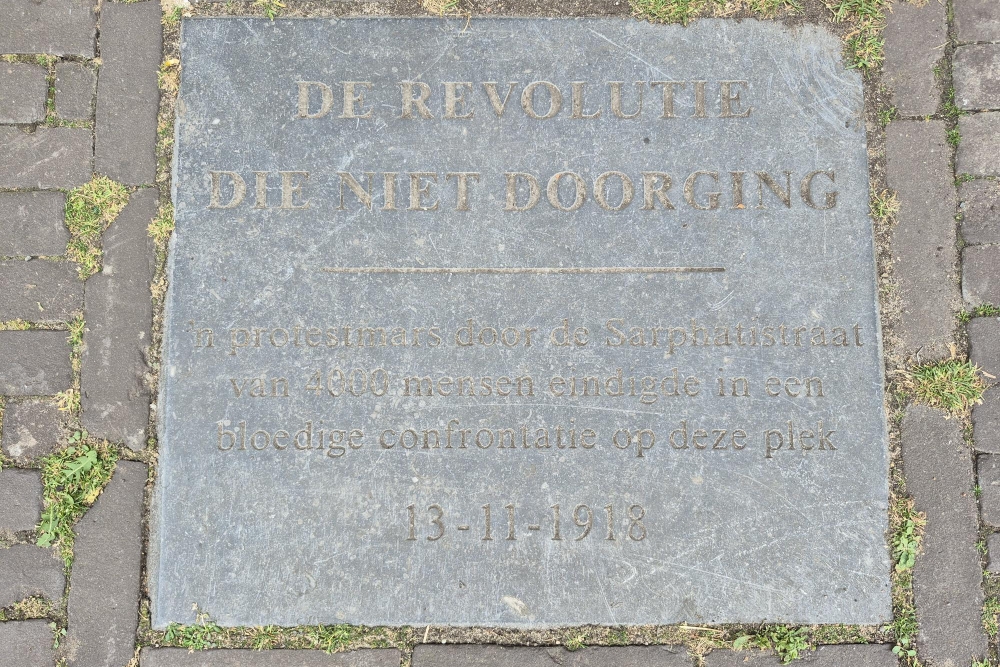 DE REVOLUTIE
DIE NIET DOORGING
'n protestmars door de Sarphatistraat
van 4000 mensen eindigde in een
bloedige confrontatie op deze plek
13-11-1918